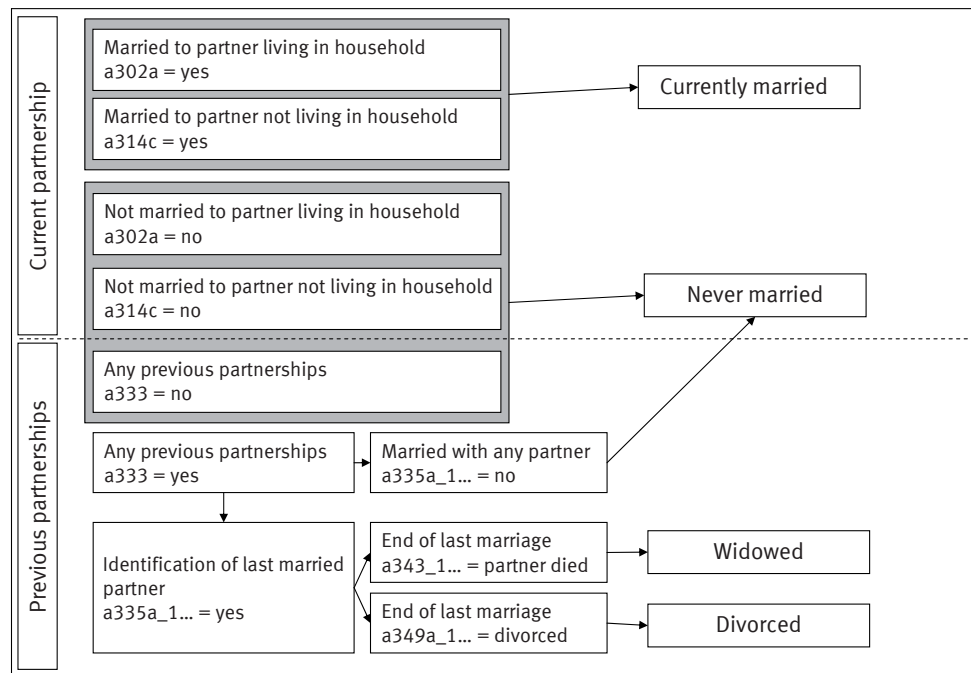 Current partnership
Married to partner living in household
a302a = yes
Married to partner not living in household
a314c = yes
Currently married
Not married to partner living in household
a302a = no
Not married to partner not living in household
a314c = no
Never married
Previous partnerships
Any previous partnerships
a333 = no
Any previous partnerships
a333 = yes
Married with any partner
a335a_1... = no
Identification of last married
partner
a335a_1... = yes
End of last marriage
a343_1... = partner died
Widowed
End of last marriage
a349a_1... = divorced
Divorced